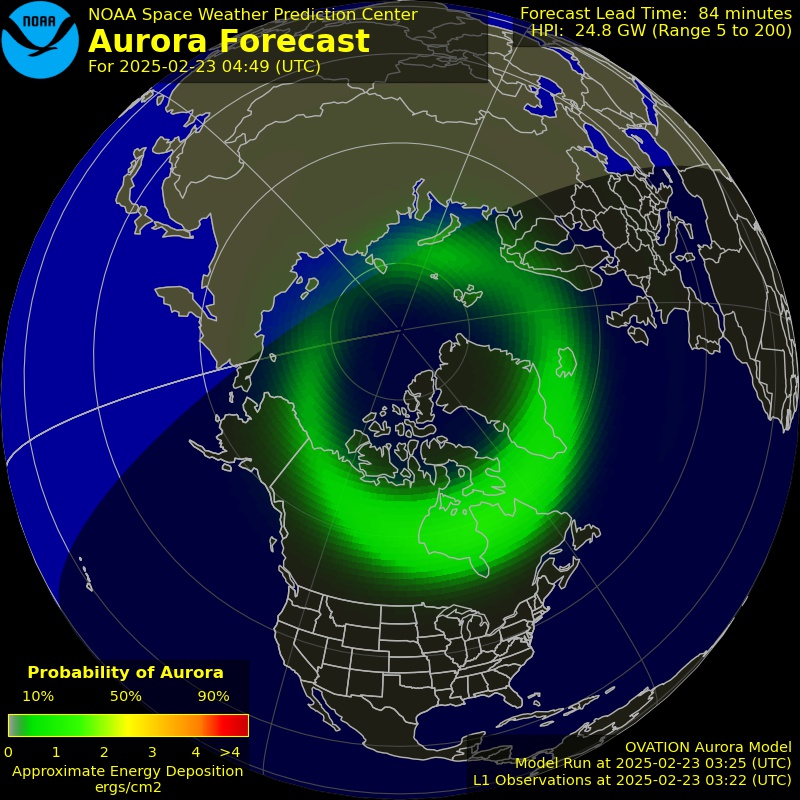 NOAA
NOAA Space Weather Prediction Center
Aurora Forecast
For 2025-02-23 04:49 (UTC)
Forecast Lead Time: 84 minutes
HPI: 24.8 GW (Range 5 to 200)
Probability of Aurora
10% 50% 90%
0 1 2 3 4 >4
Approximate Energy Deposition
ergs/cm2
OVATION Aurora Model
Model Run at 2025-02-23 03:25 (UTC)
L1 Observations at 2025-02-23 03:22 (UTC)